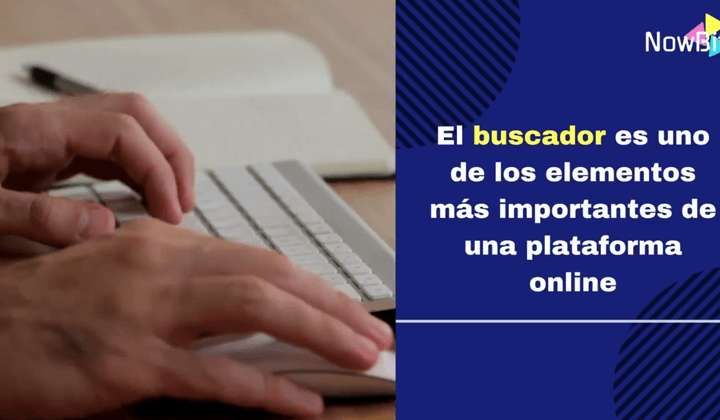 El buscador es uno
de los elementos
más importantes de
una plataforma
online